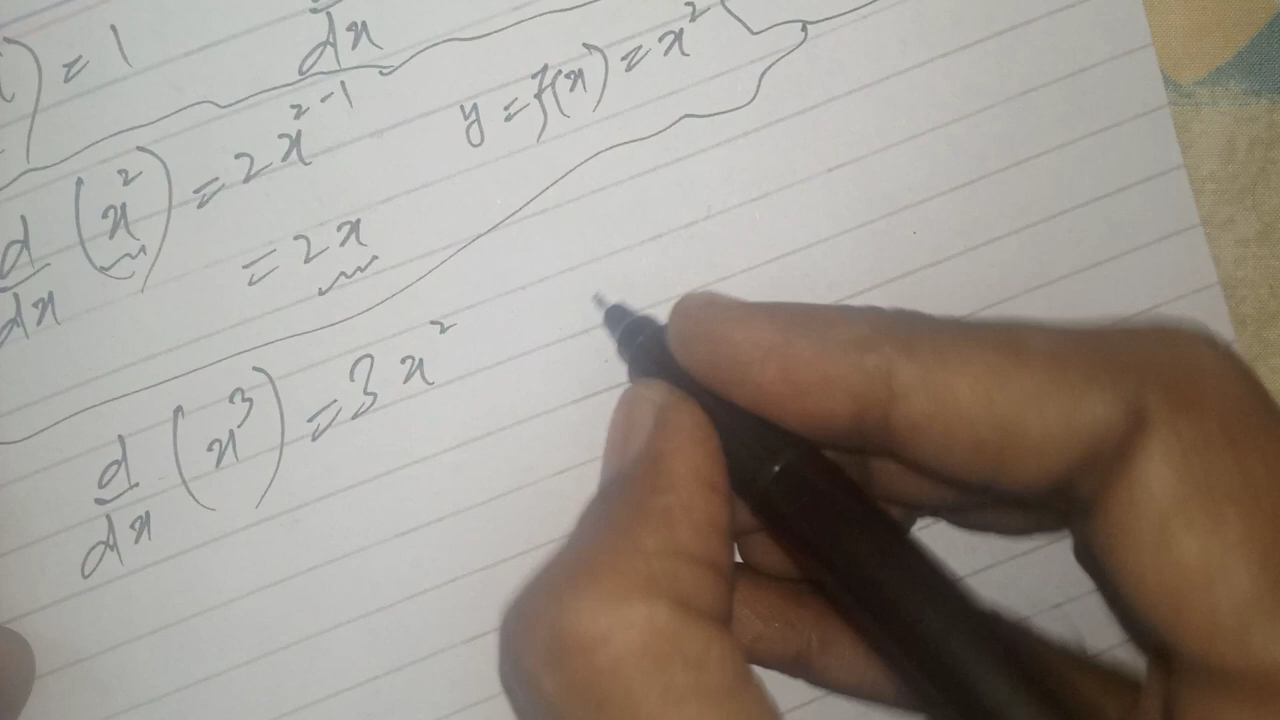 ) = 1
dx
y = f(x) = x²
d/dx (x²) = 2x²⁻¹
= 2x
d/dx (x³) = 3x²